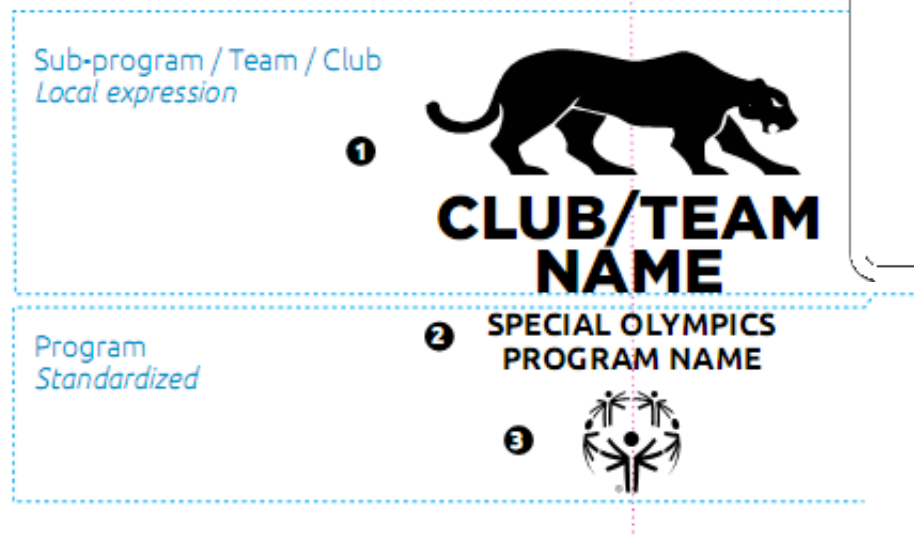 Sub-program / Team / Club
Local expression
1
CLUB/TEAM
NAME
2
SPECIAL OLYMPICS
PROGRAM NAME
Program
Standardized
3
®